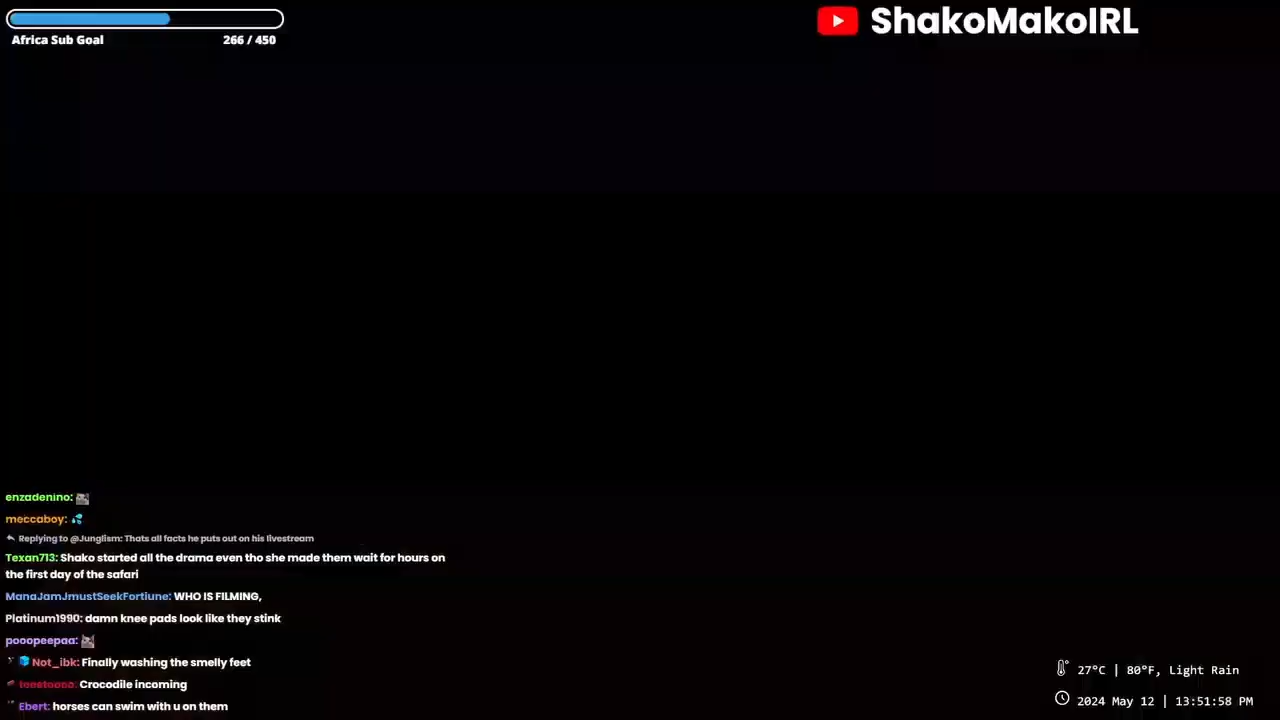 Africa Sub Goal 266 / 450
ShakoMakoIRL
enzadenino:
meccaboy:
Replying to @Junglism: Thats all facts he puts out on his livestream
Texan713: Shako started all the drama even tho she made them wait for hours on
the first day of the safari
ManaJamJmustSeekFortiune: WHO IS FILMING,
Platinum1990: damn knee pads look like they stink
pooopeepaa:
Not_ibk: Finally washing the smelly feet
Crocodile incoming
Ebert: horses can swim with u on them
27°C | 80°F, Light Rain
2024 May 12 | 13:51:58 PM